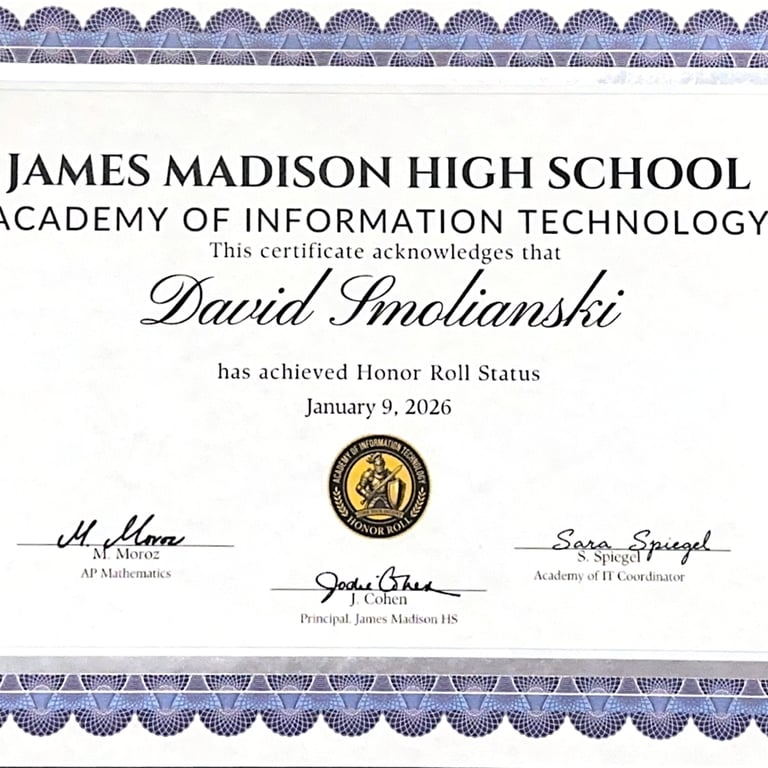 JAMES MADISON HIGH SCHOOL
ACADEMY OF INFORMATION TECHNOLOGY
This certificate acknowledges that
David Smolianski
has achieved Honor Roll Status
January 9, 2026
ACADEMY OF INFORMATION TECHNOLOGY
HONOR ROLL
M. Moroz
M. Moroz
AP Mathematics
Jodie Cohen
J. Cohen
Principal. James Madison HS
Sara Spiegel
S. Spiegel
Academy of IT Coordinator